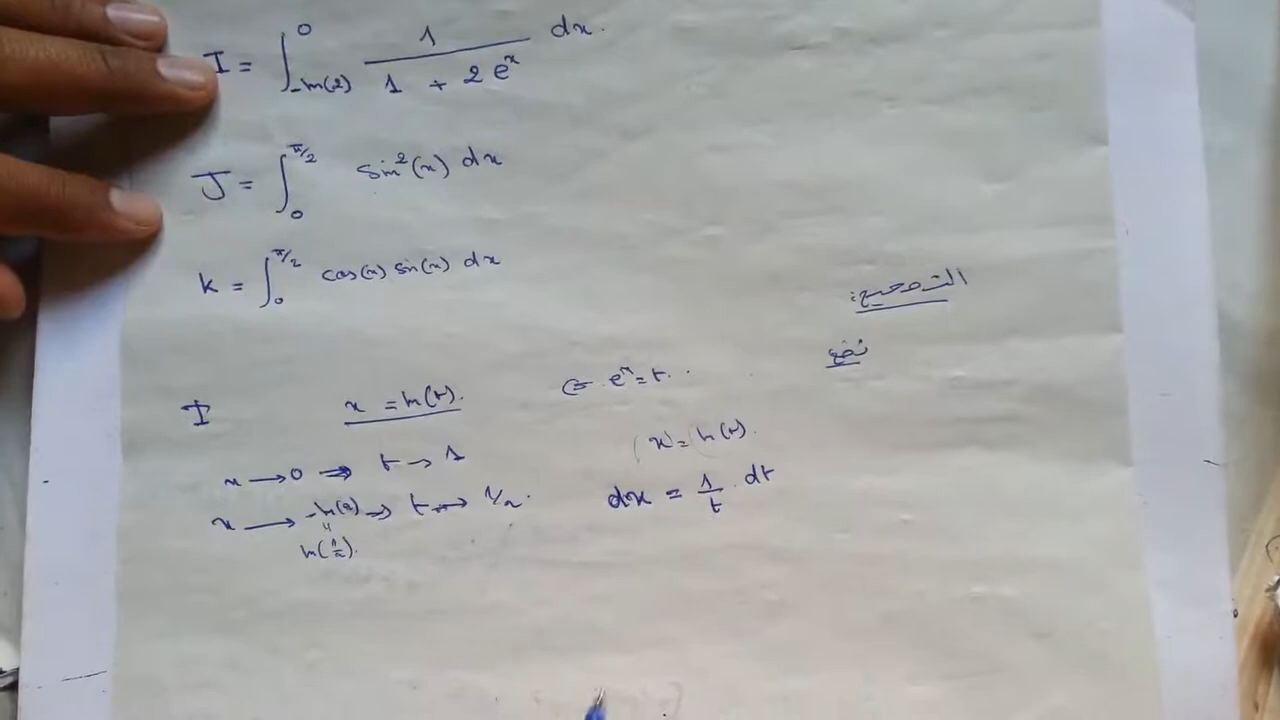 I = ∫_{-ln(2)}^{0} 1/(1 + 2e^x) dx.
J = ∫_{0}^{π/2} sin²(x) dx
K = ∫_{0}^{π/2} cos(x) sin(x) dx
التصحيح:
نضع
I x = ln(t). ⇐ e^x = t.
x → 0 ⇒ t → 1 x = ln(t).
x → -ln(2) ⇒ t → 1/2. dx = 1/t . dt
ln(1/2).